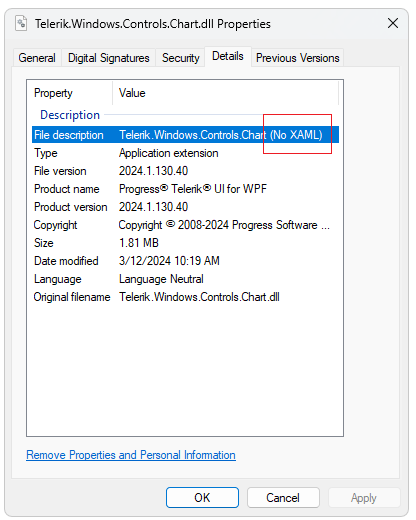 Telerik.Windows.Controls.Chart.dll Properties
General Digital Signatures Security Details Previous Versions
Property Value
Description
File description Telerik.Windows.Controls.Chart (No XAML)
Type Application extension
File version 2024.1.130.40
Product name Progress® Telerik® UI for WPF
Product version 2024.1.130.40
Copyright Copyright © 2008-2024 Progress Software ...
Size 1.81 MB
Date modified 3/12/2024 10:19 AM
Language Language Neutral
Original filename Telerik.Windows.Controls.Chart.dll
Remove Properties and Personal Information
OK Cancel Apply